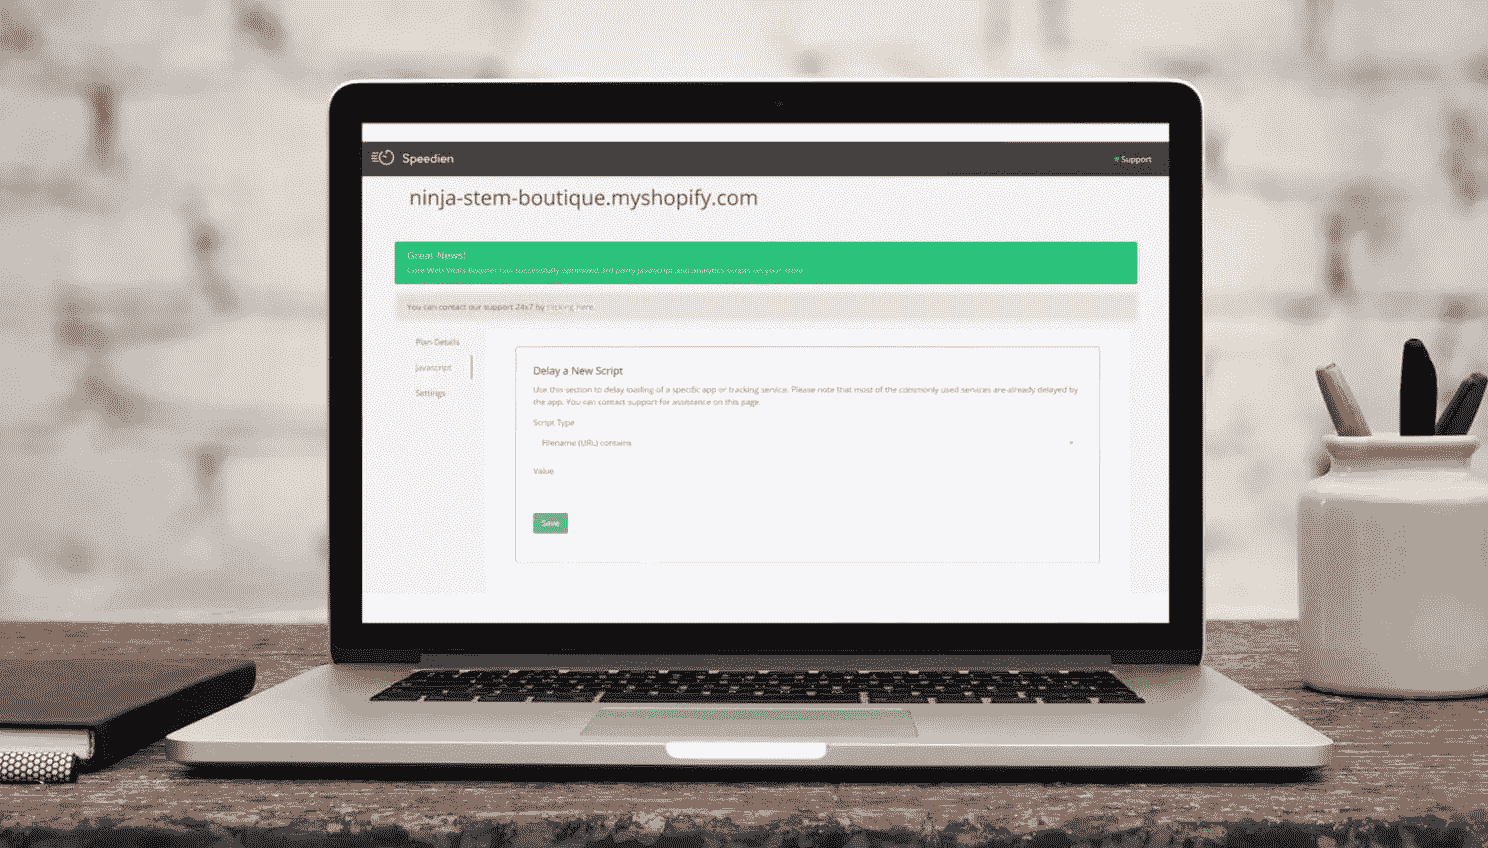 Speedien
Support
ninja-stem-boutique.myshopify.com
Great News!
Core Web Vitals Booster has successfully optimized 3rd party javascript and analytics scripts on your store
You can contact our support 24x7 by clicking here.
Plan Details
Javascript
Settings
Delay a New Script
Use this section to delay loading of a specific app or tracking service. Please note that most of the commonly used services are already delayed by
the app. You can contact support for assistance on this page.
Script Type
Filename (URL) contains
Value
Save